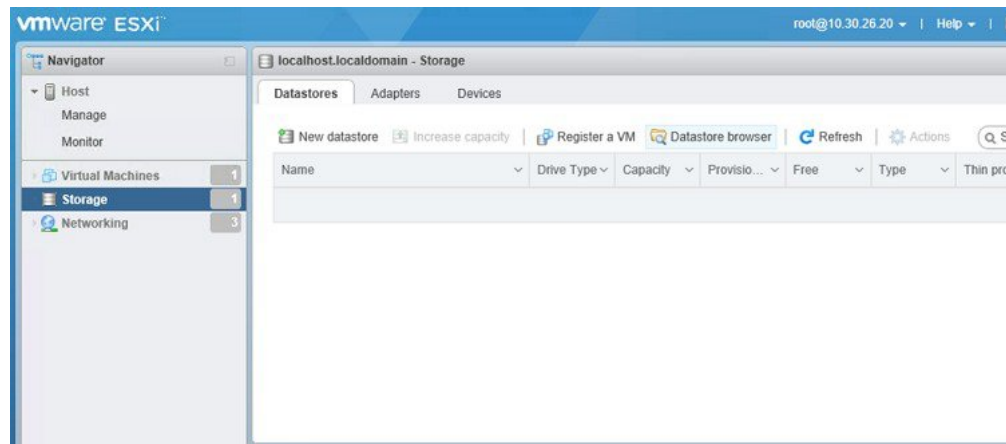 vmware ESXi™
root@10.30.26.20 | Help |
Navigator
localhost.localdomain - Storage
Host
Manage
Monitor
Virtual Machines 1
Storage 1
Networking 3
Datastores Adapters Devices
New datastore Increase capacity | Register a VM Datastore browser | Refresh | Actions
Name Drive Type Capacity Provisio... Free Type Thin pro